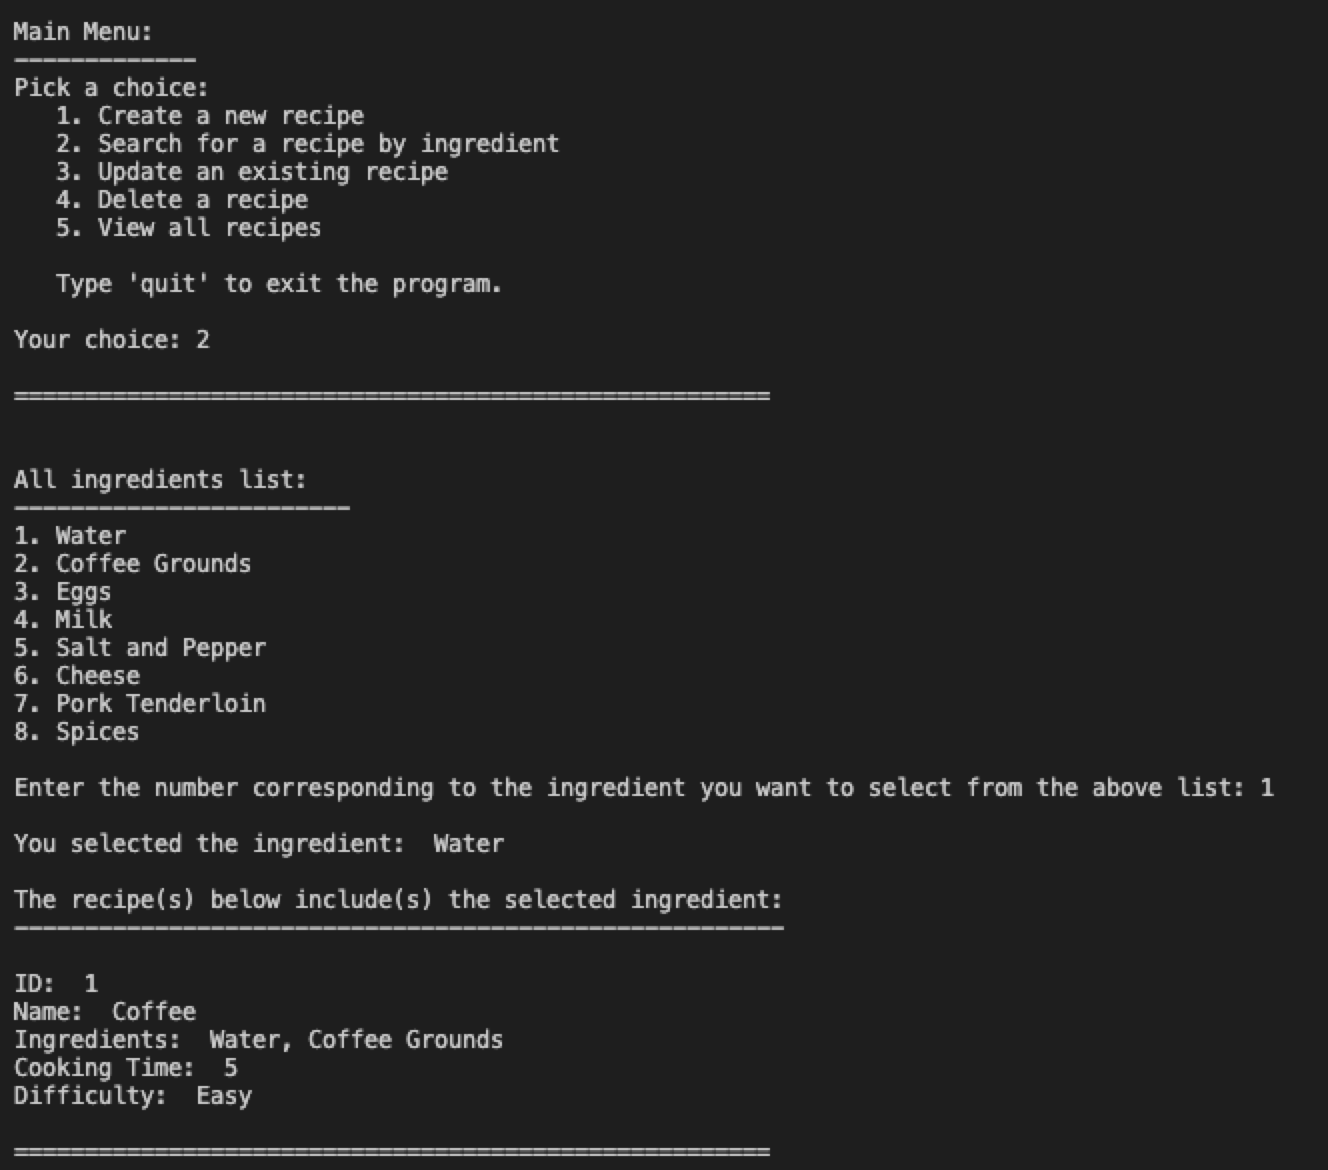 Main Menu:
-------------
Pick a choice:
   1. Create a new recipe
   2. Search for a recipe by ingredient
   3. Update an existing recipe
   4. Delete a recipe
   5. View all recipes
   Type 'quit' to exit the program.
Your choice: 2
======================================================
All ingredients list:
------------------------
1. Water
2. Coffee Grounds
3. Eggs
4. Milk
5. Salt and Pepper
6. Cheese
7. Pork Tenderloin
8. Spices
Enter the number corresponding to the ingredient you want to select from the above list: 1
You selected the ingredient:  Water
The recipe(s) below include(s) the selected ingredient:
-------------------------------------------------------
ID:  1
Name:  Coffee
Ingredients:  Water, Coffee Grounds
Cooking Time:  5
Difficulty:  Easy
======================================================